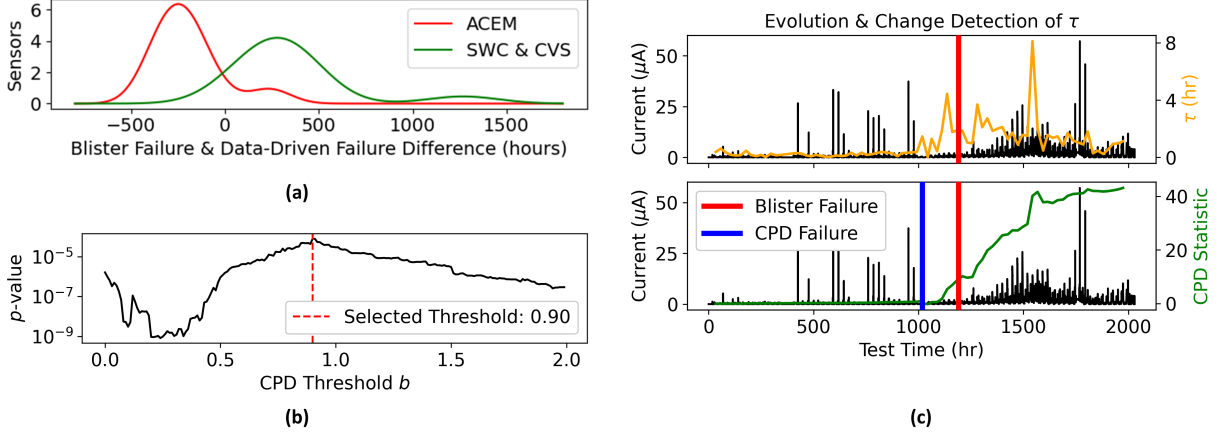 6
4
2
0
Sensors
ACEM
SWC & CVS
−500 0 500 1000 1500
Blister Failure & Data-Driven Failure Difference (hours)
(a)
10⁻⁵
10⁻⁷
10⁻⁹
p-value
Selected Threshold: 0.90
0.0 0.5 1.0 1.5 2.0
CPD Threshold b
(b)
Evolution & Change Detection of τ
50
25
0
Current (μA)
8
4
0
τ (hr)
50
25
0
Current (μA)
Blister Failure
CPD Failure
40
20
0
CPD Statistic
0 500 1000 1500 2000
Test Time (hr)
(c)